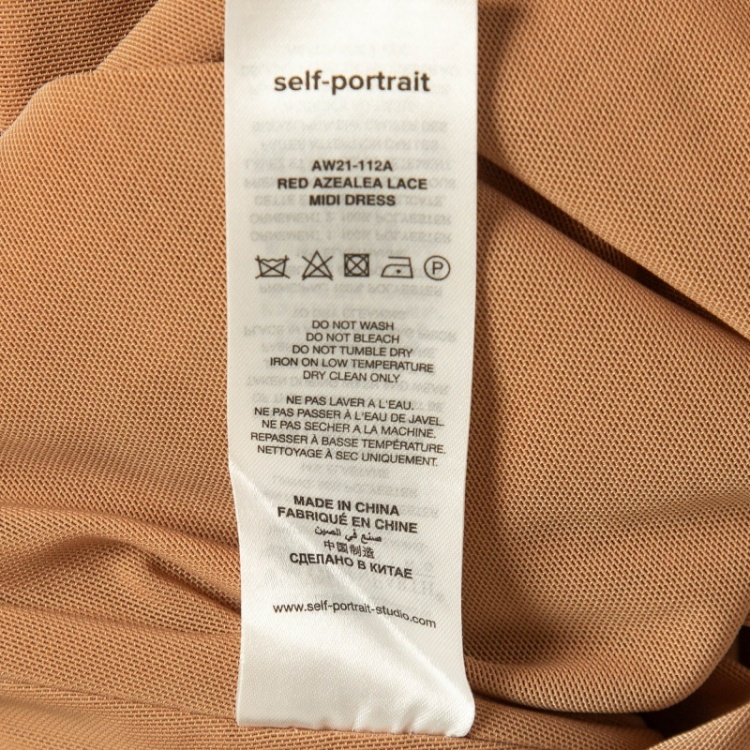 self-portrait
AW21-112A
RED AZEALEA LACE
MIDI DRESS
P
DO NOT WASH
DO NOT BLEACH
DO NOT TUMBLE DRY
IRON ON LOW TEMPERATURE
DRY CLEAN ONLY
NE PAS LAVER A L'EAU.
NE PAS PASSER À L'EAU DE JAVEL.
NE PAS SECHER A LA MACHINE.
REPASSER À BASSE TEMPÉRATURE.
NETTOYAGE À SEC UNIQUEMENT.
MADE IN CHINA
FABRIQUÉ EN CHINE
صنع في الصين
中国制造
СДЕЛАНО В КИТАЕ
www.self-portrait-studio.com